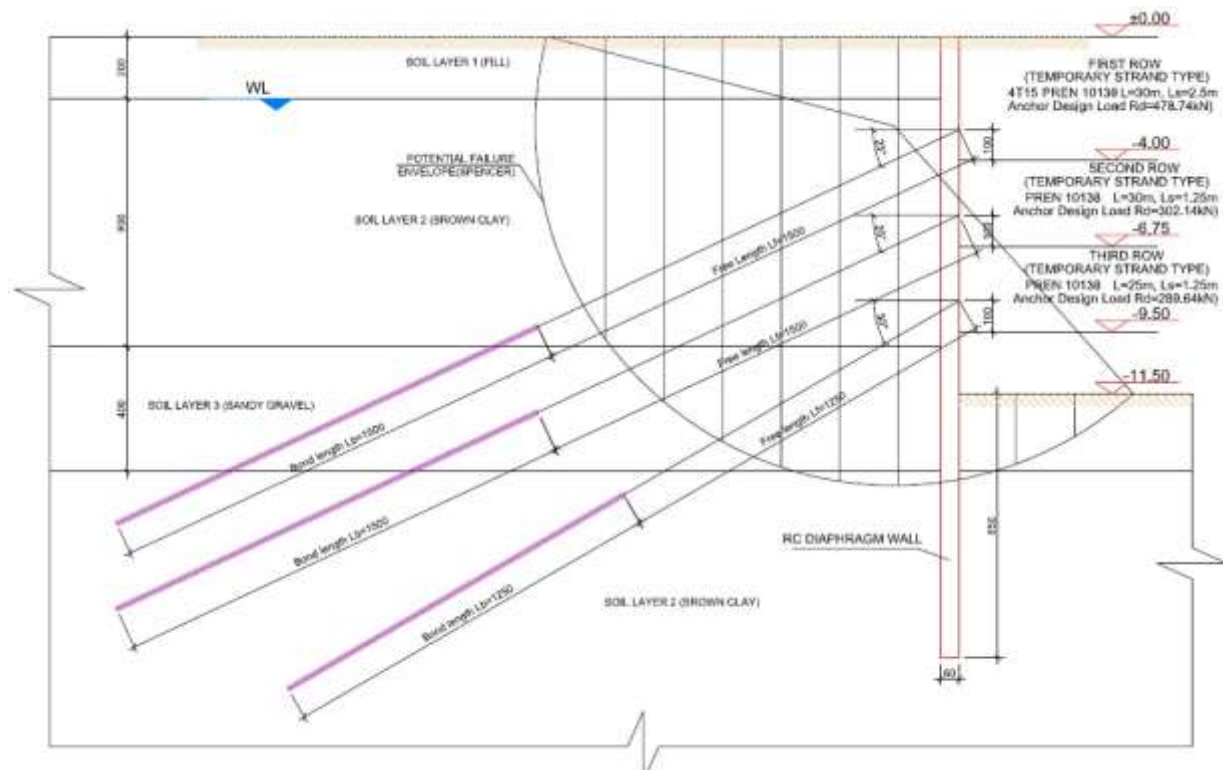 ±0.00
SOIL LAYER 1 (FILL)
200
WL
FIRST ROW
(TEMPORARY STRAND TYPE)
4T15 PREN 10138 L=30m, Ls=2.5m
Anchor Design Load Rd=478.74kN)
25°
100
-4.00
POTENTIAL FAILURE
ENVELOPE(SPENCER)
SECOND ROW
(TEMPORARY STRAND TYPE)
PREN 10138 L=30m, Ls=1.25m
Anchor Design Load Rd=302.14kN)
SOIL LAYER 2 (BROWN CLAY)
25°
Free Length Lf=1500
-6.75
THIRD ROW
(TEMPORARY STRAND TYPE)
PREN 10138 L=25m, Ls=1.25m
Anchor Design Load Rd=289.64kN)
30°
100
-9.50
Free length Lf=1500
-11.50
400
SOIL LAYER 3 (SANDY GRAVEL)
Free length Lf=1250
Bond length Lb=1500
Bond length Lb=1500
RC DIAPHRAGM WALL
Bond length Lb=1250
SOIL LAYER 2 (BROWN CLAY)
60